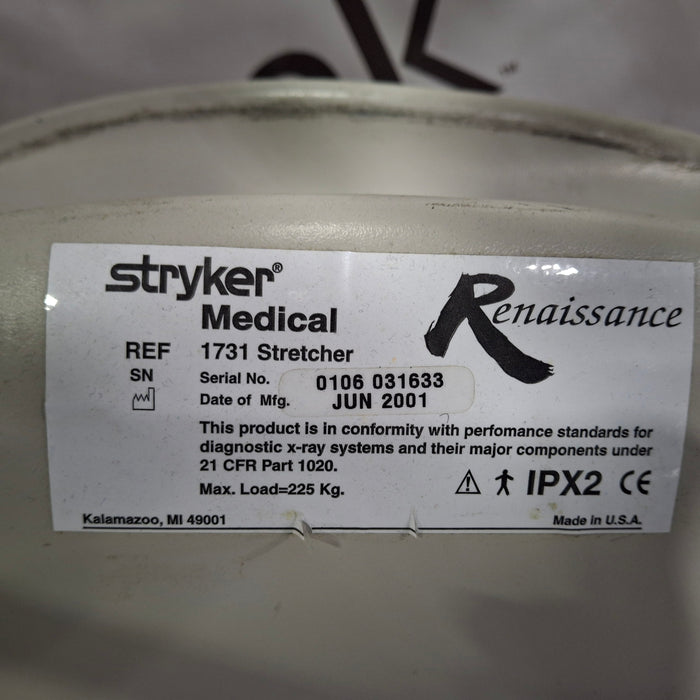 stryker®
Medical
Renaissance
REF 1731 Stretcher
SN Serial No. 0106 031633
Date of Mfg. JUN 2001
This product is in conformity with perfomance standards for
diagnostic x-ray systems and their major components under
21 CFR Part 1020.
Max. Load=225 Kg.
IPX2 CE
Kalamazoo, MI 49001
Made in U.S.A.